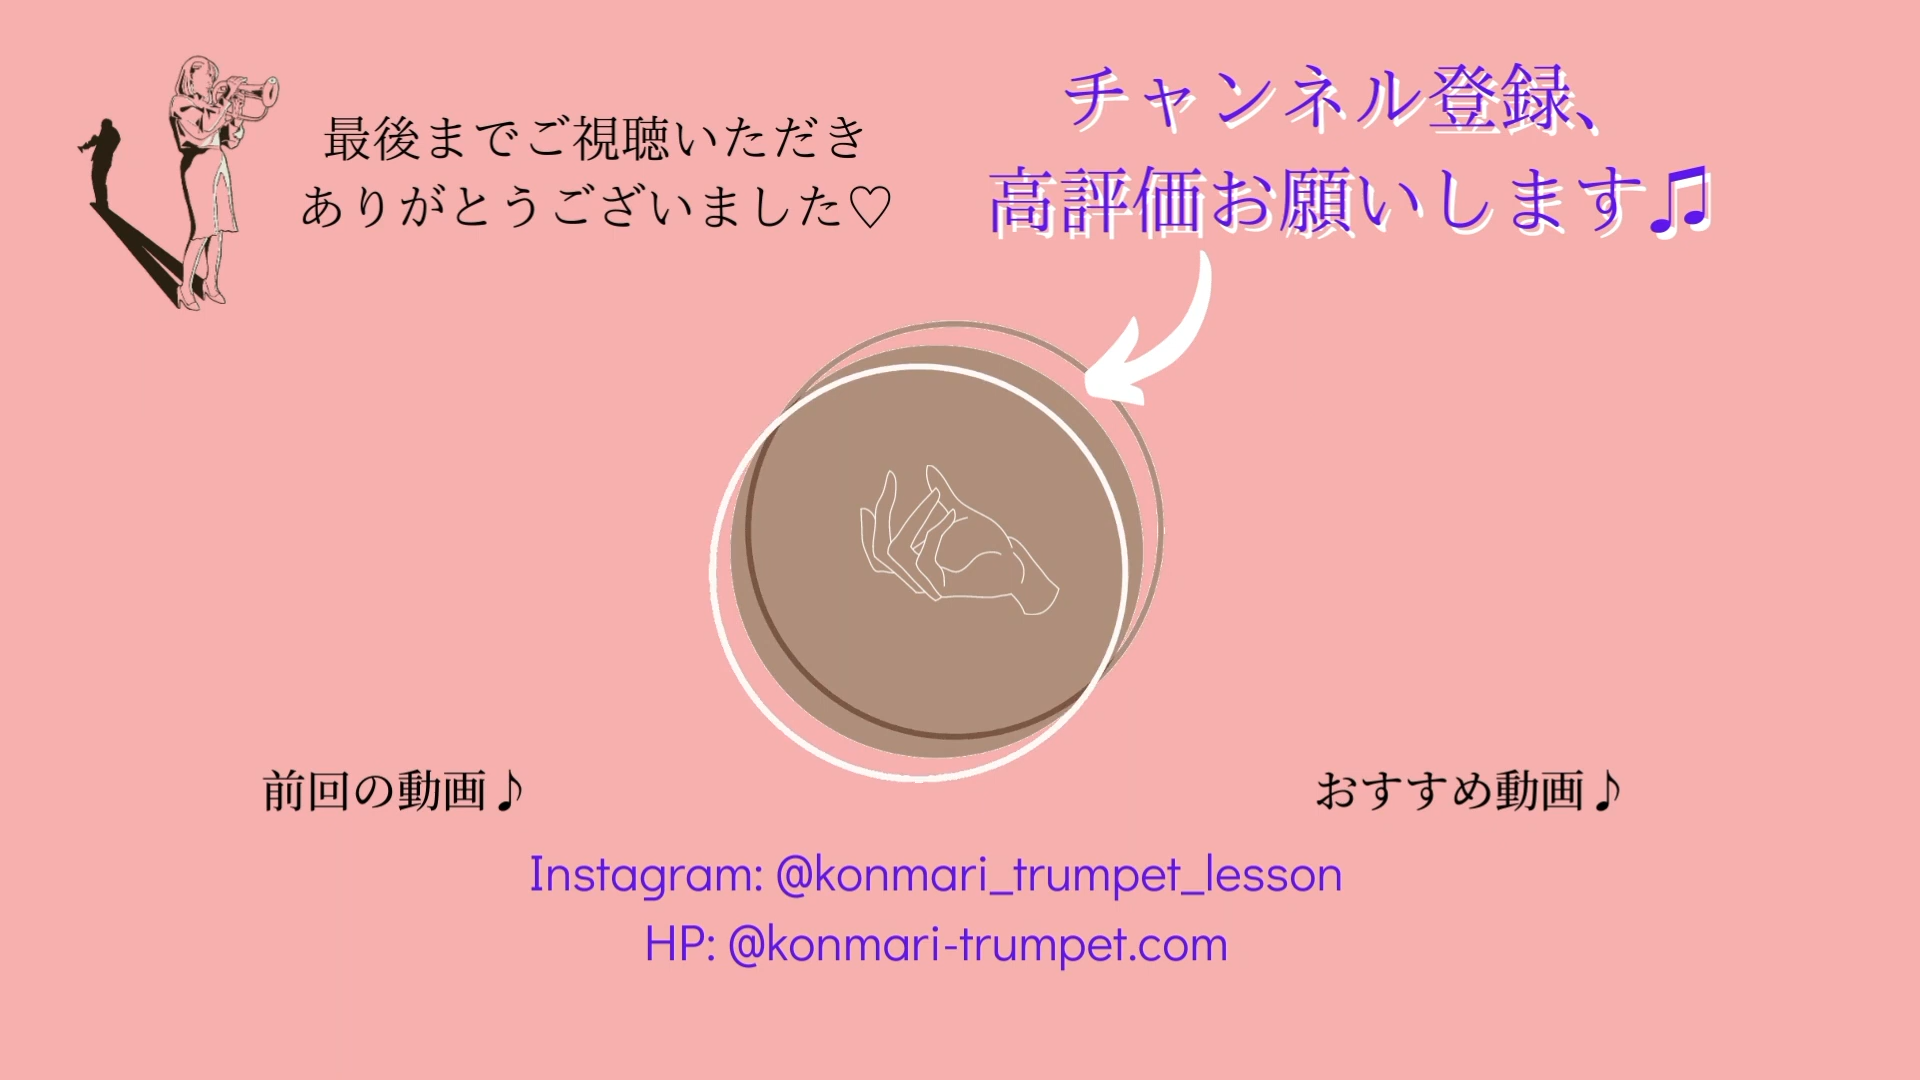 最後までご視聴いただき
ありがとうございました♡
チャンネル登録、
高評価お願いします♫
前回の動画♪
おすすめ動画♪
Instagram: @konmari_trumpet_lesson
HP: @konmari-trumpet.com